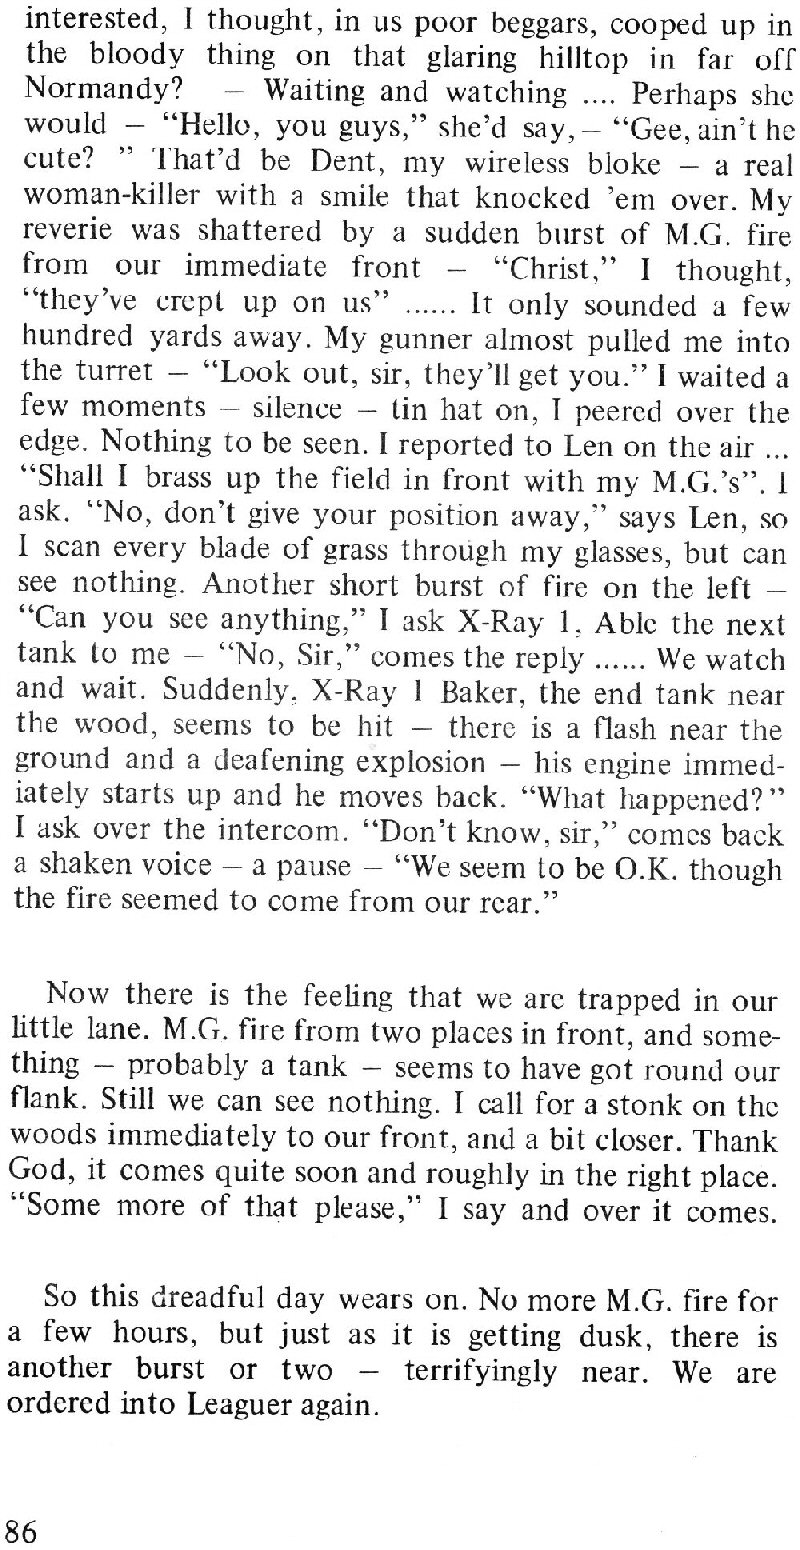 interested, I thought, in us poor beggars, cooped up in
the bloody thing on that glaring hilltop in far off
Normandy? – Waiting and watching .... Perhaps she
would – “Hello, you guys,” she’d say, – “Gee, ain’t he
cute? ” That’d be Dent, my wireless bloke – a real
woman-killer with a smile that knocked ’em over. My
reverie was shattered by a sudden burst of M.G. fire
from our immediate front – “Christ,” I thought,
“they’ve crept up on us” ...... It only sounded a few
hundred yards away. My gunner almost pulled me into
the turret – “Look out, sir, they’ll get you.” I waited a
few moments – silence – tin hat on, I peered over the
edge. Nothing to be seen. I reported to Len on the air ...
“Shall I brass up the field in front with my M.G.’s”. I
ask. “No, don’t give your position away,” says Len, so
I scan every blade of grass through my glasses, but can
see nothing. Another short burst of fire on the left –
“Can you see anything,” I ask X-Ray 1, Able the next
tank to me – “No, Sir,” comes the reply ...... We watch
and wait. Suddenly, X-Ray 1 Baker, the end tank near
the wood, seems to be hit – there is a flash near the
ground and a deafening explosion – his engine immed-
iately starts up and he moves back. “What happened? ”
I ask over the intercom. “Don’t know, sir,” comes back
a shaken voice – a pause – “We seem to be O.K. though
the fire seemed to come from our rear.”
Now there is the feeling that we are trapped in our
little lane. M.G. fire from two places in front, and some-
thing – probably a tank – seems to have got round our
flank. Still we can see nothing. I call for a stonk on the
woods immediately to our front, and a bit closer. Thank
God, it comes quite soon and roughly in the right place.
“Some more of that please,” I say and over it comes.
So this dreadful day wears on. No more M.G. fire for
a few hours, but just as it is getting dusk, there is
another burst or two – terrifyingly near. We are
ordered into Leaguer again.
86